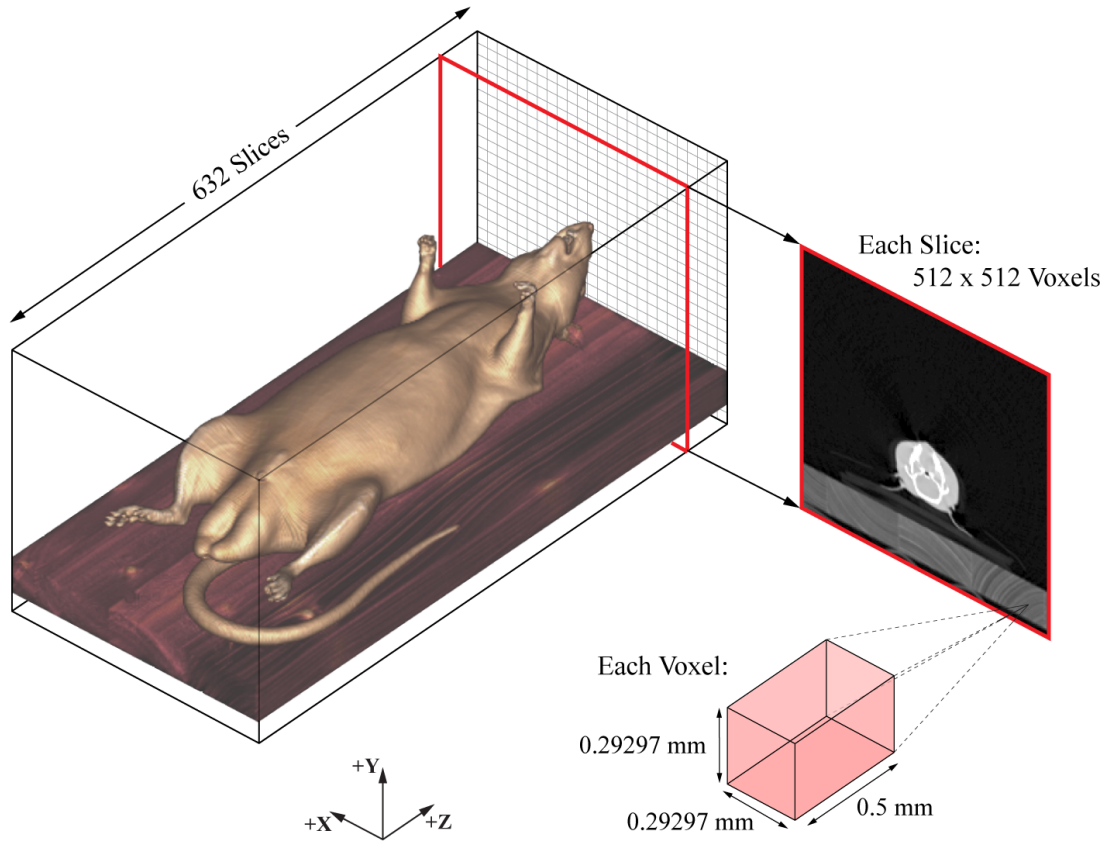 632 Slices
Each Slice:
512 x 512 Voxels
Each Voxel:
0.29297 mm
0.29297 mm
0.5 mm
+Y
+X
+Z